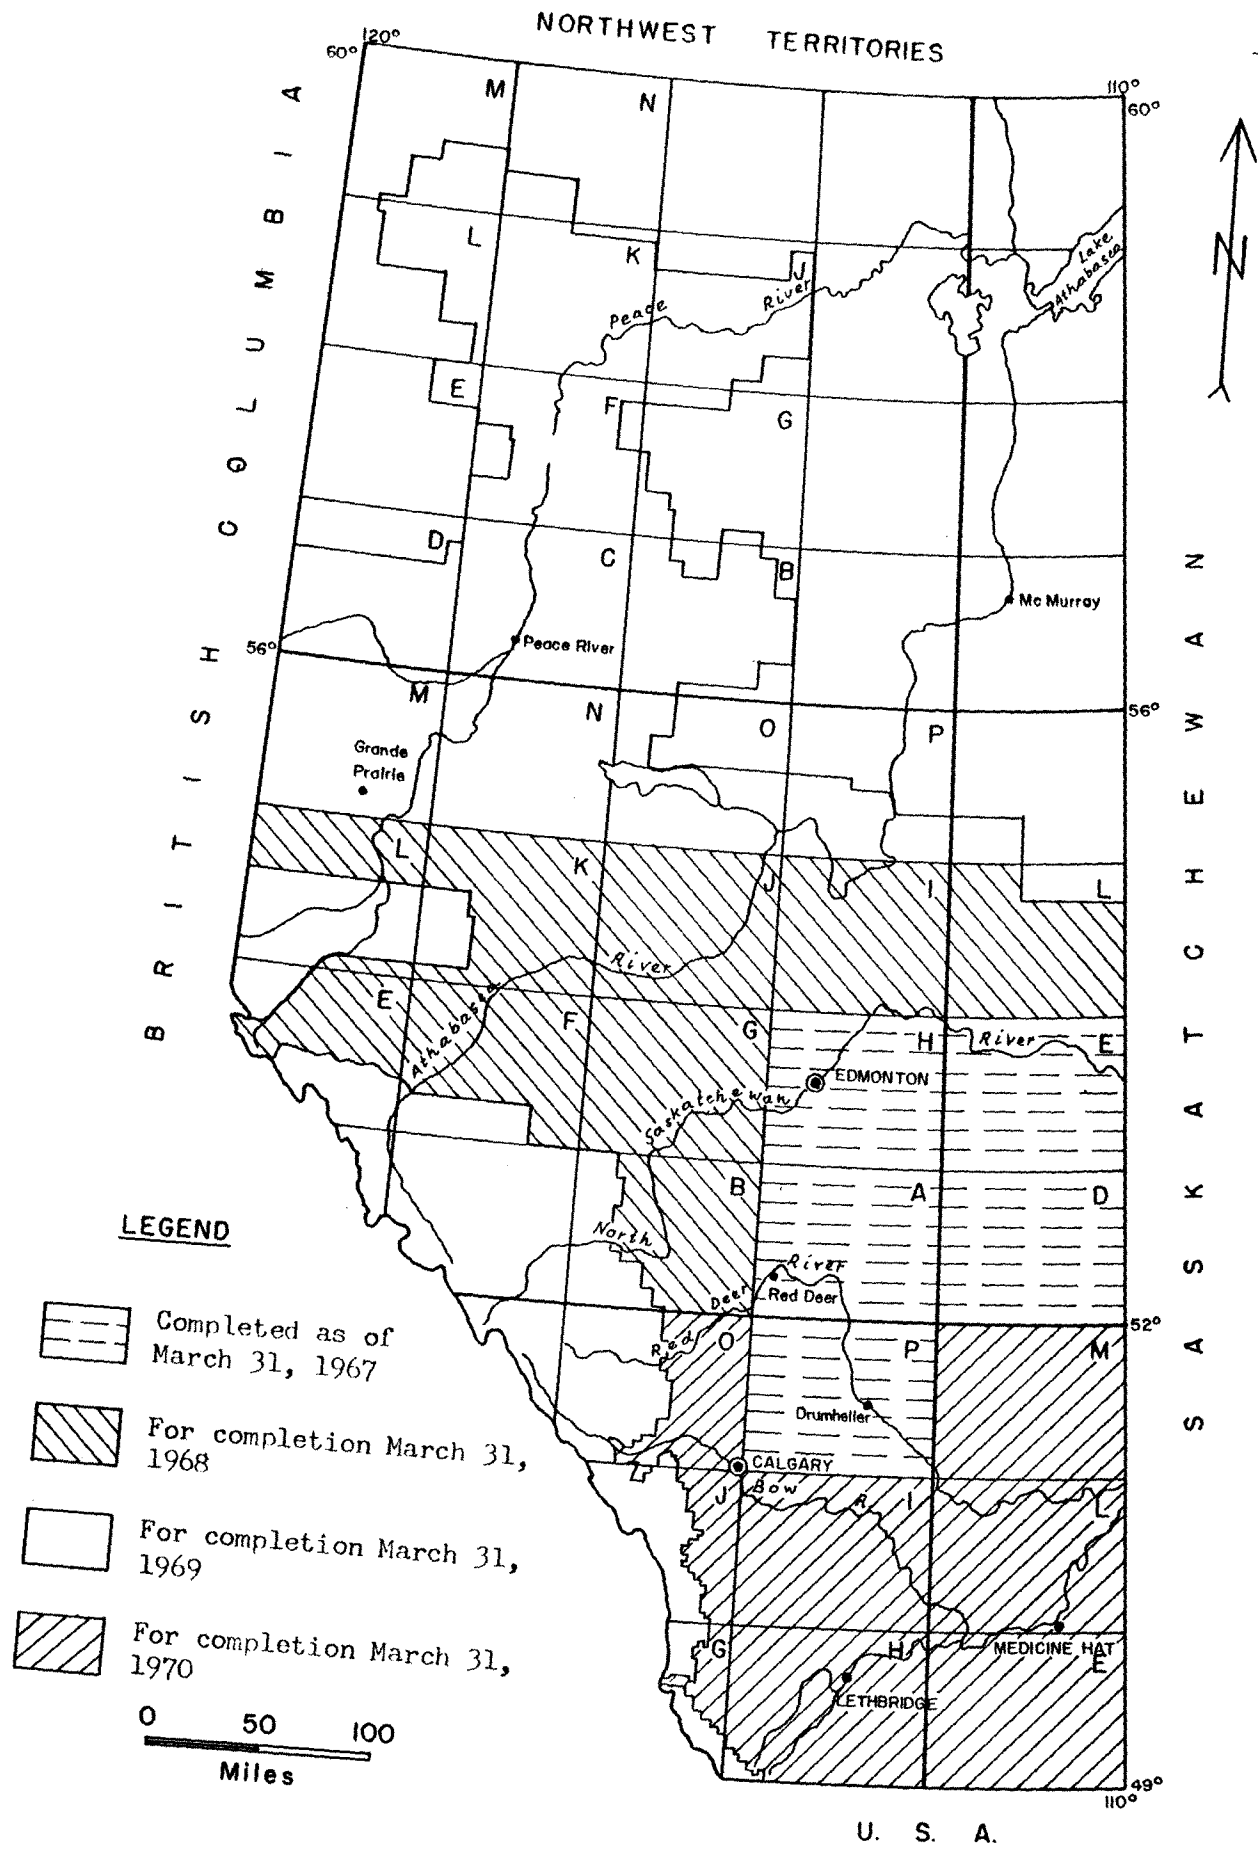 NORTHWEST TERRITORIES
120°
60°
110°
60°
M
N
BRITISH COLUMBIA
L
K
J
Lake
Athabasca
N
Peace River
E
F
G
D
C
B
Mc Murray
Peace River
56°
M
N
O
P
56°
SASKATCHEWAN
Grande
Prairie
L
K
J
I
L
River
E
F
G
H
River
E
Athabasca
EDMONTON
Saskatchewan
B
A
D
North
River
Deer
Red Deer
Red
O
P
52°
M
Drumheller
CALGARY
J
Bow R
I
L
G
H
MEDICINE HAT
E
LETHBRIDGE
49°
110°
U. S. A.
LEGEND
Completed as of
March 31, 1967
For completion March 31,
1968
For completion March 31,
1969
For completion March 31,
1970
0 50 100
Miles